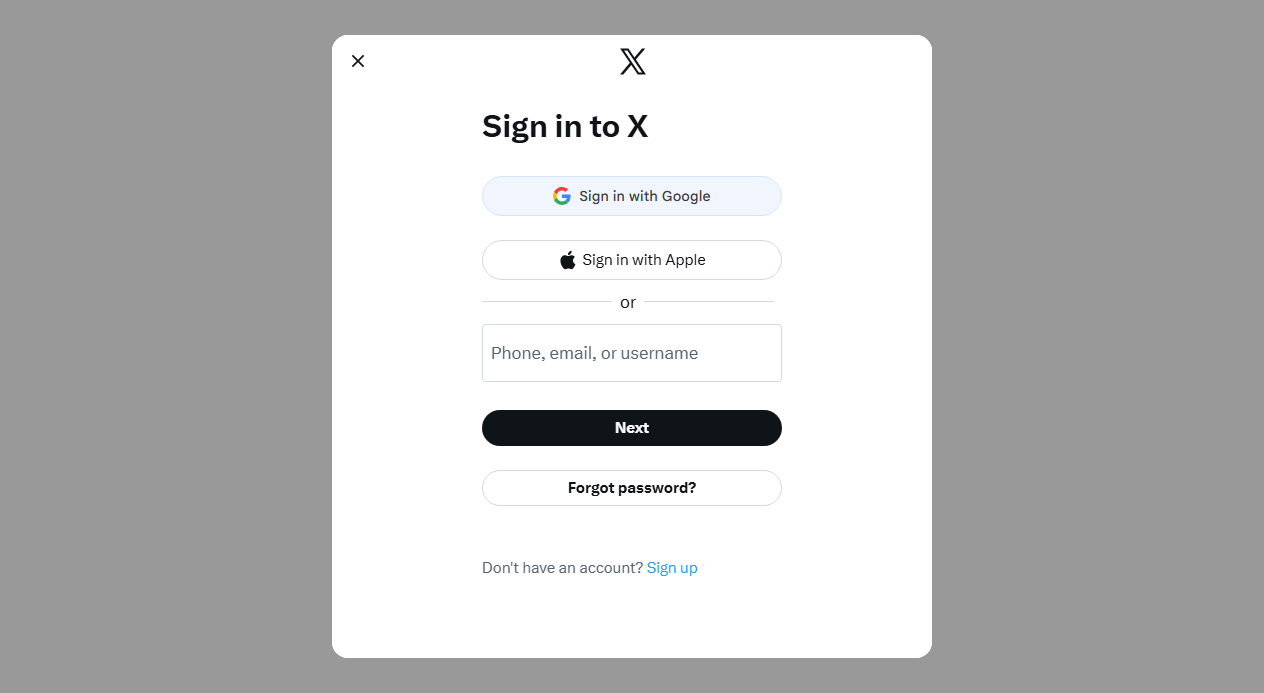 Sign in to X
Sign in with Google
Sign in with Apple
or
Phone, email, or username
Next
Forgot password?
Don't have an account? Sign up